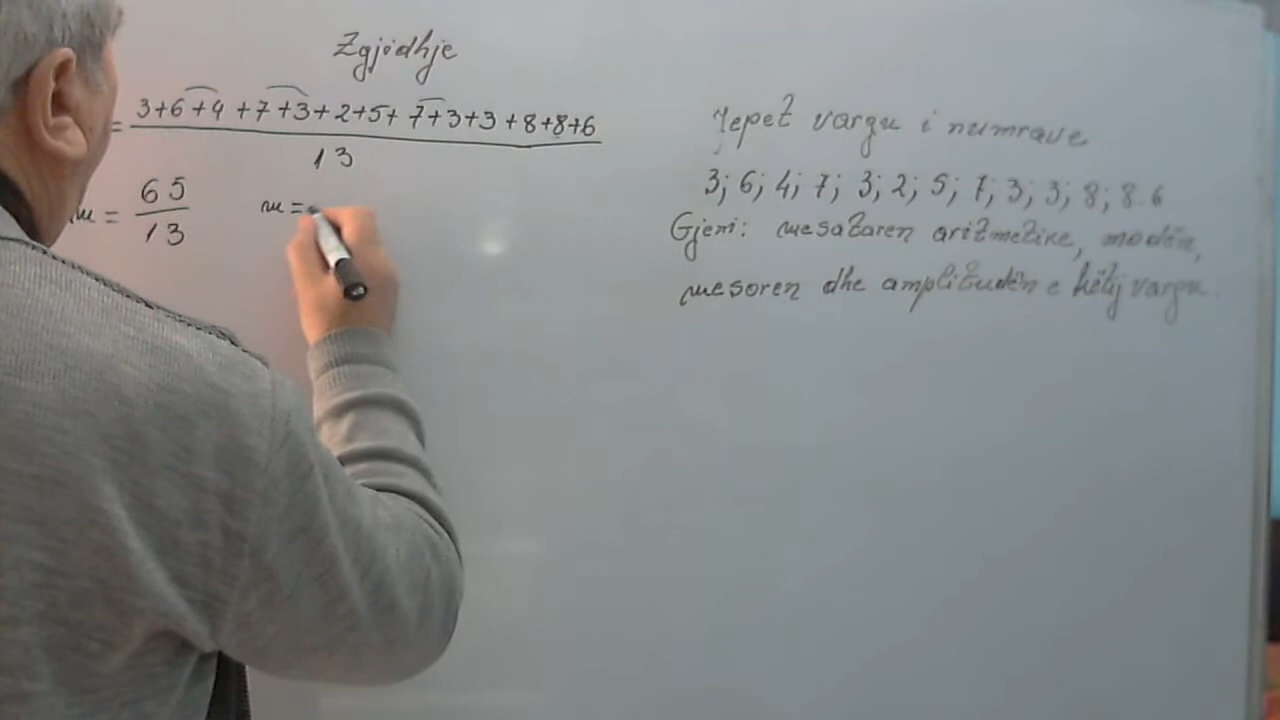 Zgjidhje
= 3+6+4+7+3+2+5+7+3+3+8+8+6
13
m = 65
13
m =
Jepet vargu i numrave
3; 6; 4; 7; 3; 2; 5; 7; 3; 3; 8; 8.6
Gjeni: mesataren aritmetike, modën,
mesoren dhe amplitudën e këtij vargu.